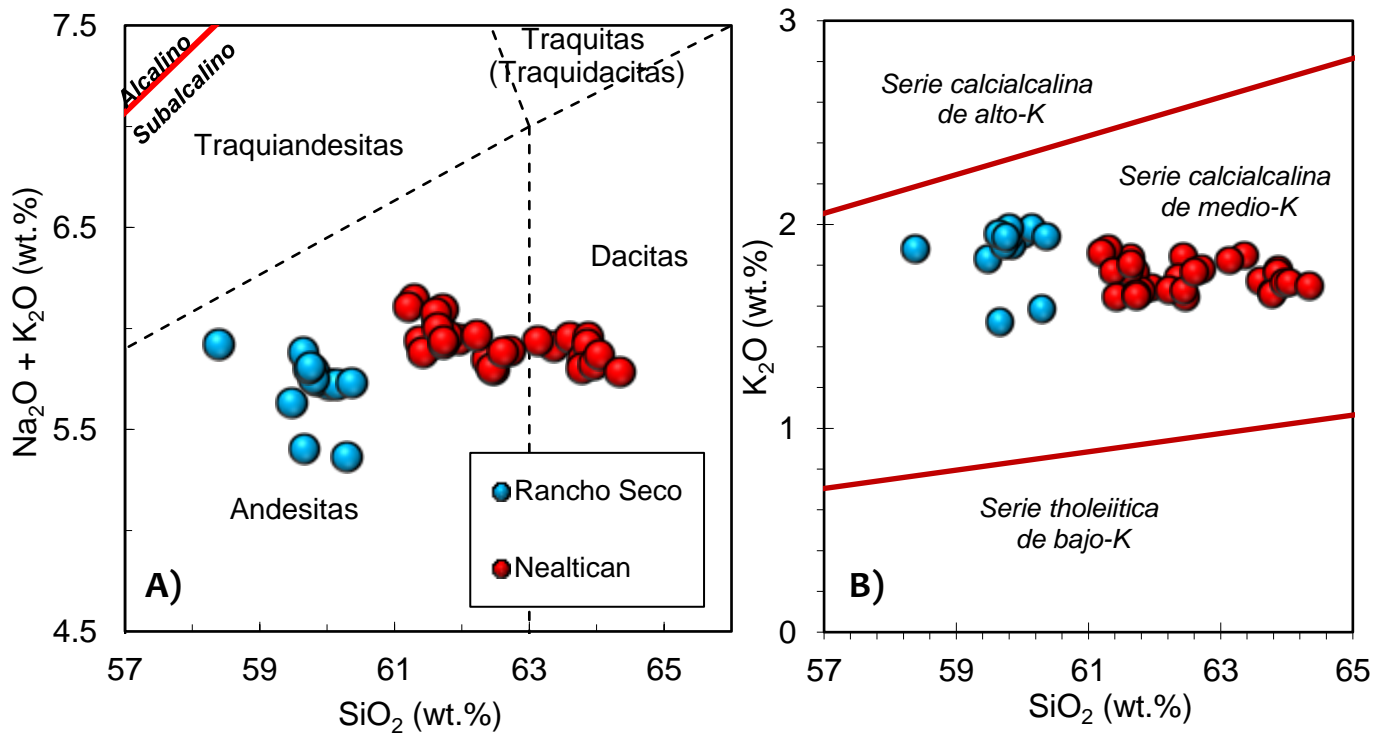 7.5
6.5
5.5
4.5
57
59
61
63
65
Na₂O + K₂O (wt.%)
SiO₂ (wt.%)
Alcalino
Subalcalino
Traquitas
(Traquidacitas)
Traquiandesitas
Dacitas
Andesitas
Rancho Seco
Nealtican
A)
3
2
1
0
57
59
61
63
65
K₂O (wt.%)
SiO₂ (wt.%)
Serie calcialcalina
de alto-K
Serie calcialcalina
de medio-K
Serie tholeiitica
de bajo-K
B)